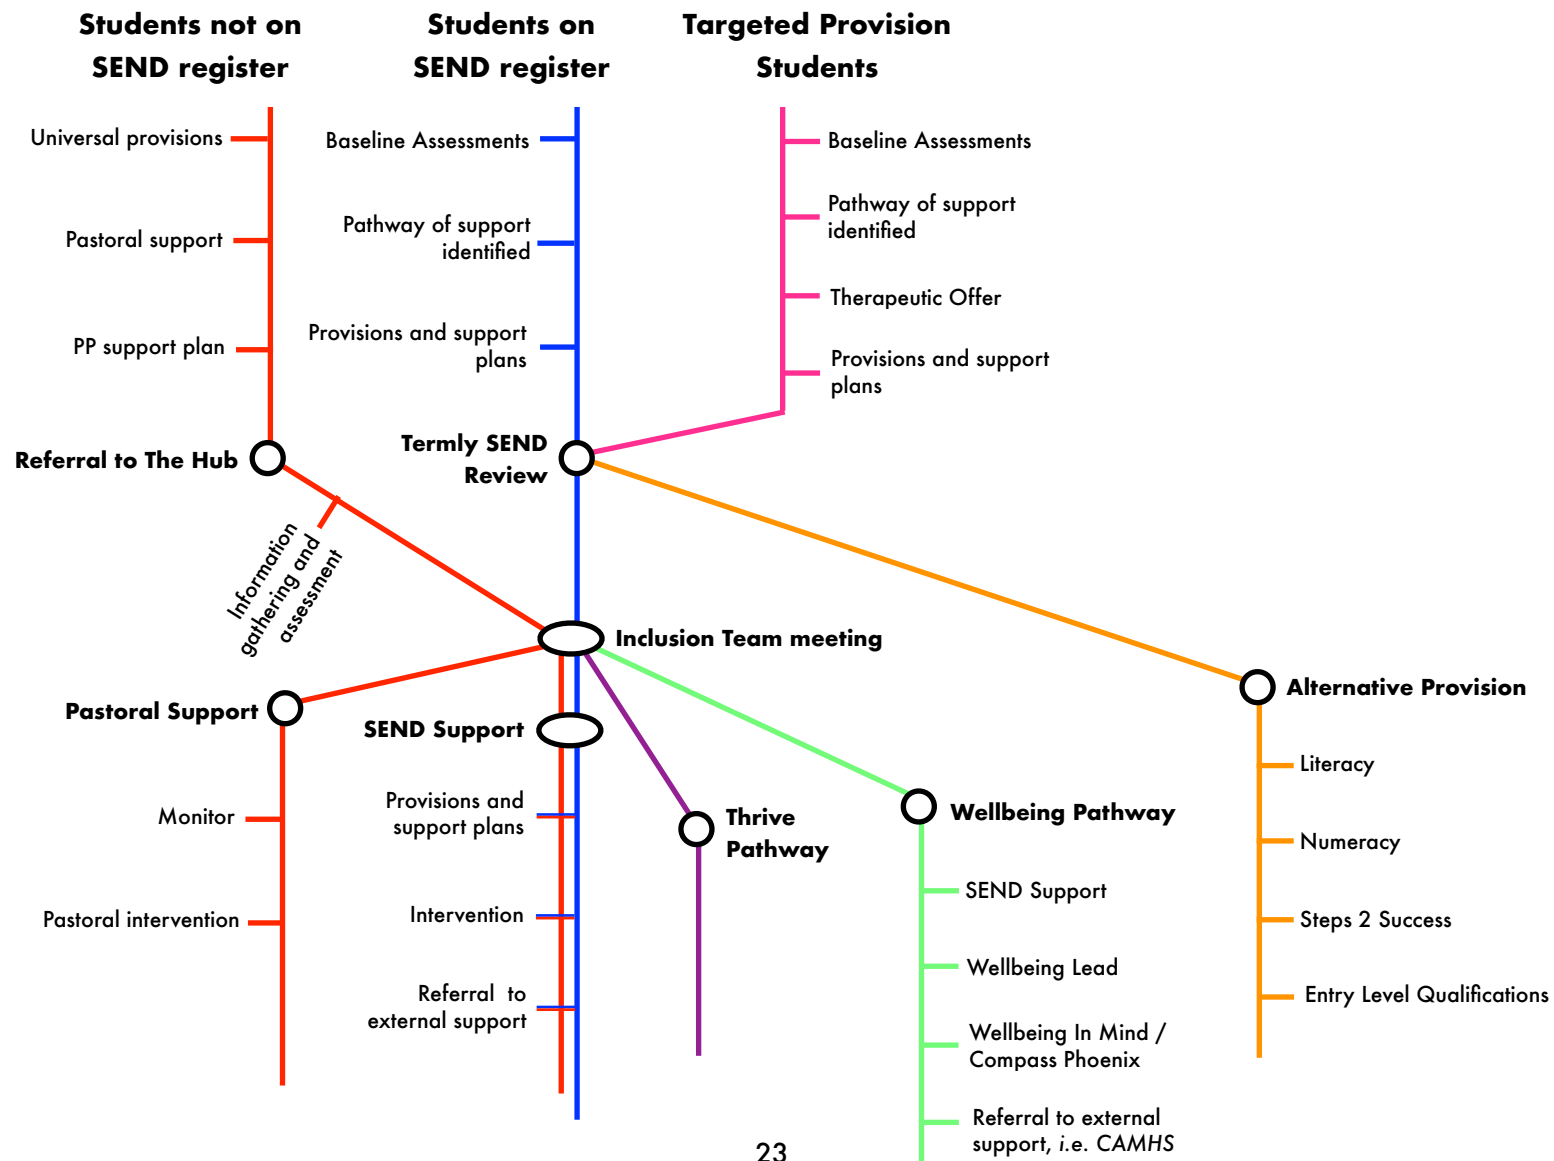 Students not on
SEND register
Students on
SEND register
Targeted Provision
Students
Universal provisions
Pastoral support
PP support plan
Referral to The Hub
Information
gathering and
assessment
Baseline Assessments
Pathway of support
identified
Provisions and support
plans
Termly SEND
Review
Baseline Assessments
Pathway of support
identified
Therapeutic Offer
Provisions and support
plans
Inclusion Team meeting
Pastoral Support
Monitor
Pastoral intervention
SEND Support
Provisions and
support plans
Intervention
Referral to
external support
Thrive
Pathway
Wellbeing Pathway
SEND Support
Wellbeing Lead
Wellbeing In Mind /
Compass Phoenix
Referral to external
support, i.e. CAMHS
Alternative Provision
Literacy
Numeracy
Steps 2 Success
Entry Level Qualifications
23